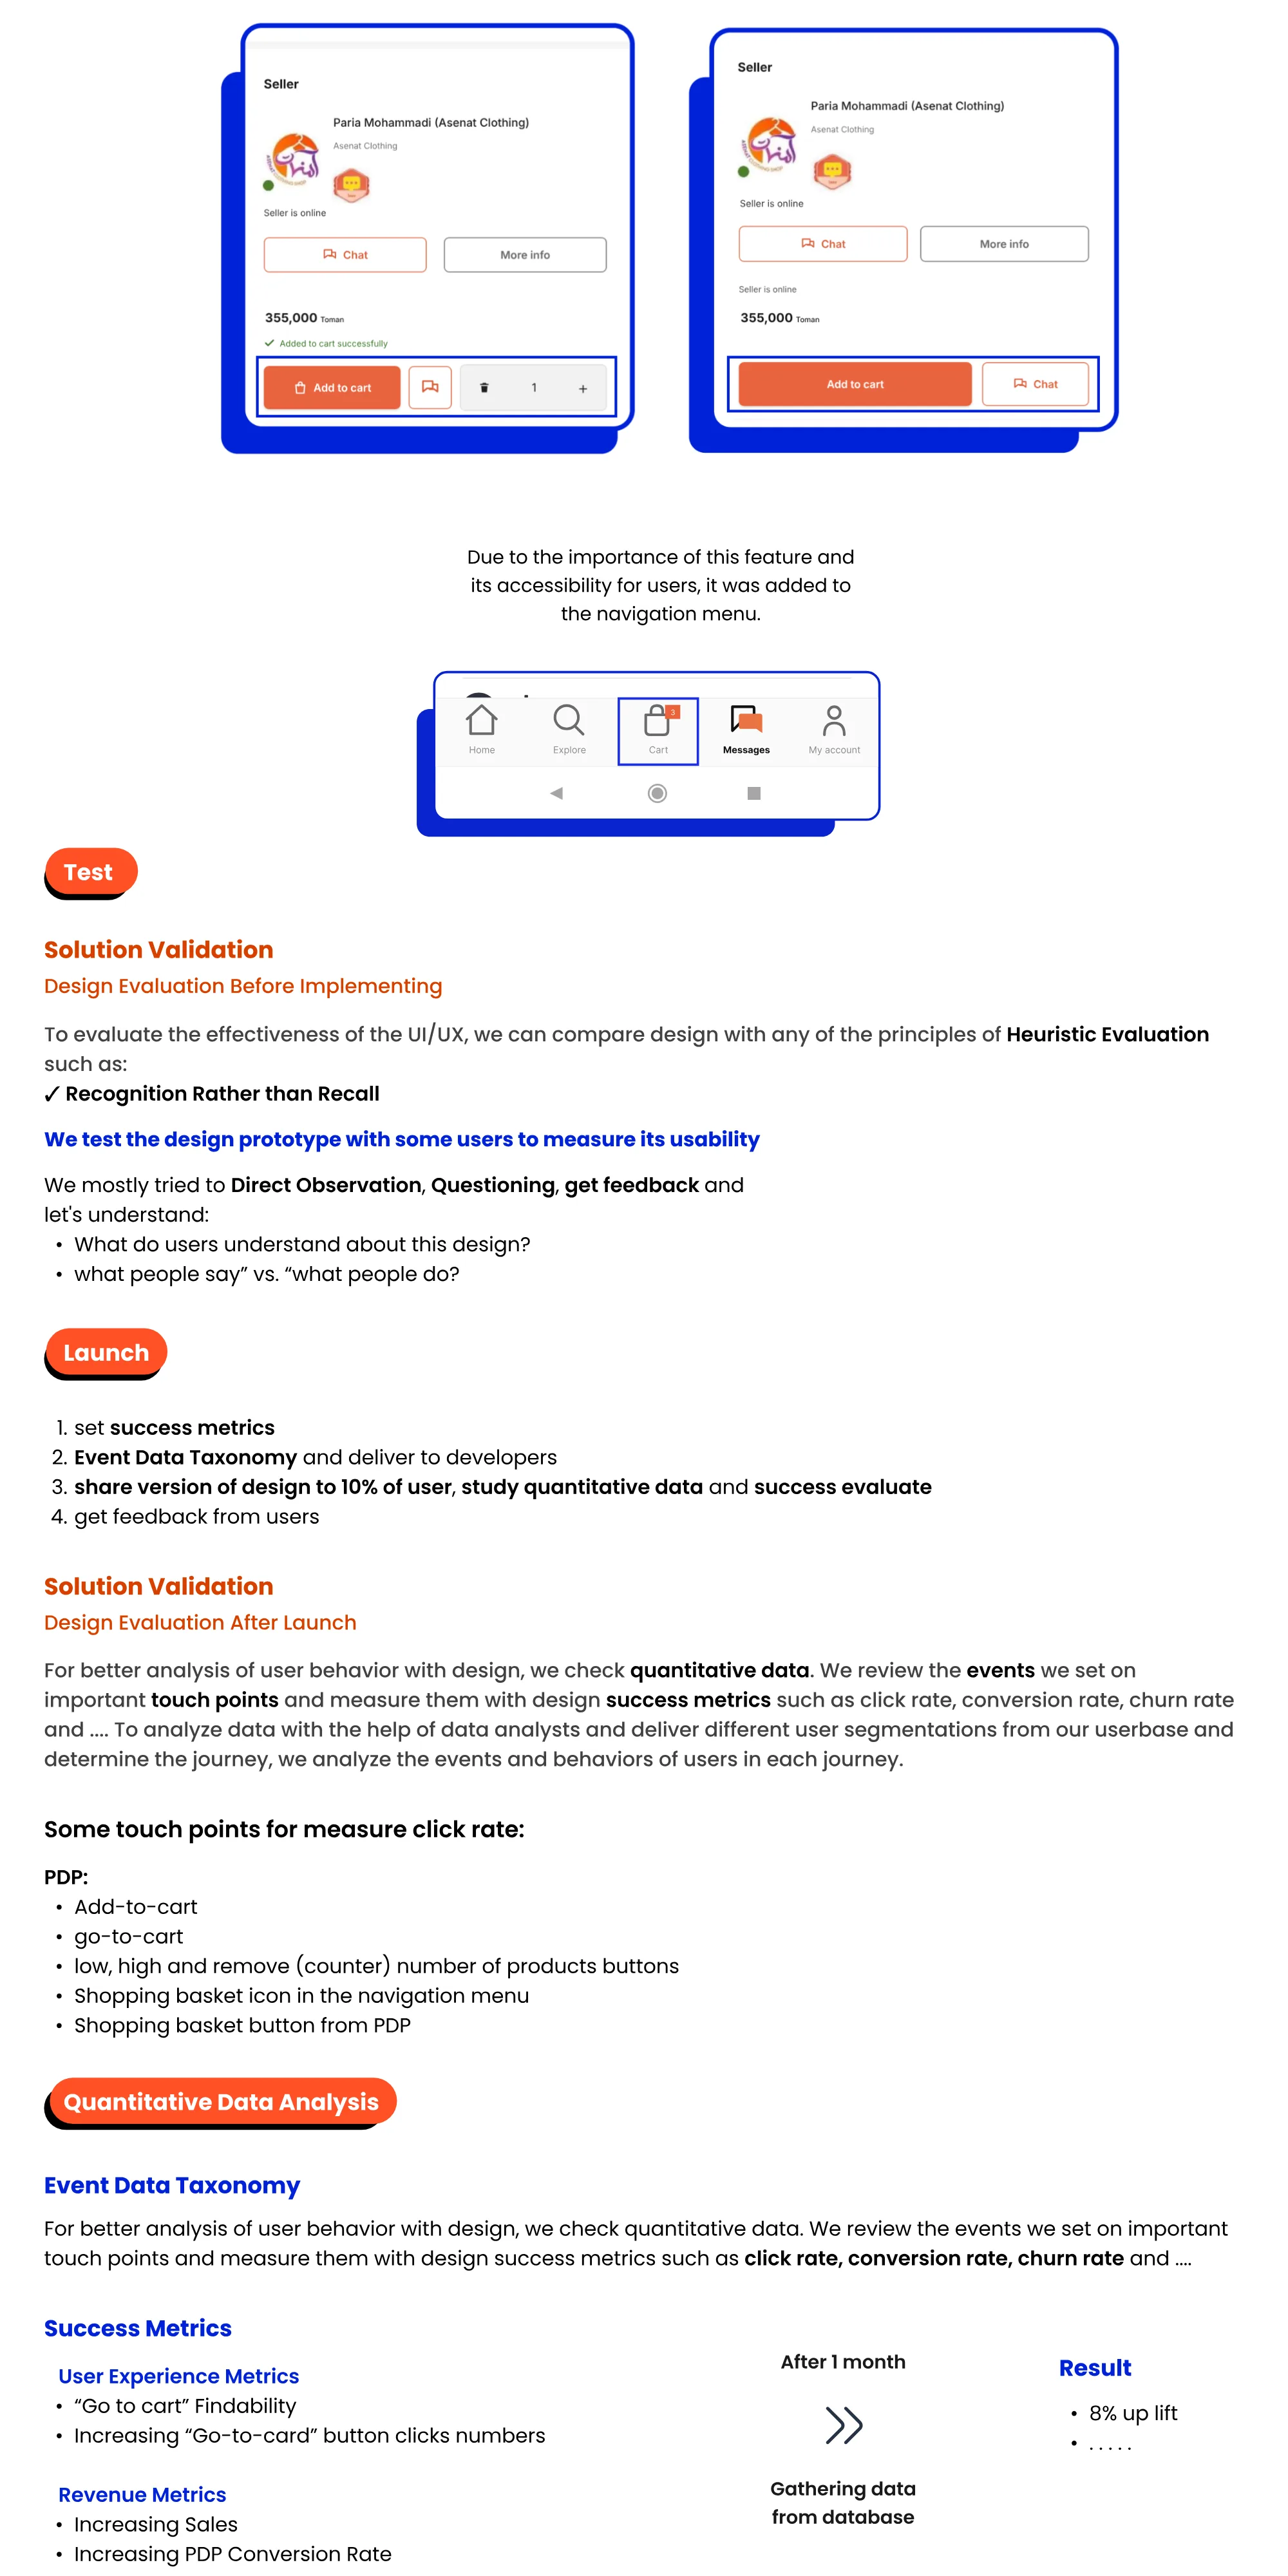 Seller
Paria Mohammadi (Asenat Clothing)
Asenat Clothing
Seller is online
Chat
More info
355,000 Toman
Added to cart successfully
Add to cart
1
+
Seller
Paria Mohammadi (Asenat Clothing)
Asenat Clothing
Seller is online
Chat
More info
Seller is online
355,000 Toman
Add to cart
Chat
Due to the importance of this feature and
its accessibility for users, it was added to
the navigation menu.
3
Home
Explore
Cart
Messages
My account
Test
Solution Validation
Design Evaluation Before Implementing
To evaluate the effectiveness of the UI/UX, we can compare design with any of the principles of Heuristic Evaluation
such as:
✓ Recognition Rather than Recall
We test the design prototype with some users to measure its usability
We mostly tried to Direct Observation, Questioning, get feedback and
let's understand:
• What do users understand about this design?
• what people say” vs. “what people do?
Launch
1. set success metrics
2. Event Data Taxonomy and deliver to developers
3. share version of design to 10% of user, study quantitative data and success evaluate
4. get feedback from users
Solution Validation
Design Evaluation After Launch
For better analysis of user behavior with design, we check quantitative data. We review the events we set on
important touch points and measure them with design success metrics such as click rate, conversion rate, churn rate
and .... To analyze data with the help of data analysts and deliver different user segmentations from our userbase and
determine the journey, we analyze the events and behaviors of users in each journey.
Some touch points for measure click rate:
PDP:
• Add-to-cart
• go-to-cart
• low, high and remove (counter) number of products buttons
• Shopping basket icon in the navigation menu
• Shopping basket button from PDP
Quantitative Data Analysis
Event Data Taxonomy
For better analysis of user behavior with design, we check quantitative data. We review the events we set on important
touch points and measure them with design success metrics such as click rate, conversion rate, churn rate and ....
Success Metrics
User Experience Metrics
• “Go to cart” Findability
• Increasing “Go-to-card” button clicks numbers
Revenue Metrics
• Increasing Sales
• Increasing PDP Conversion Rate
After 1 month
Gathering data
from database
Result
• 8% up lift
• . . . . .